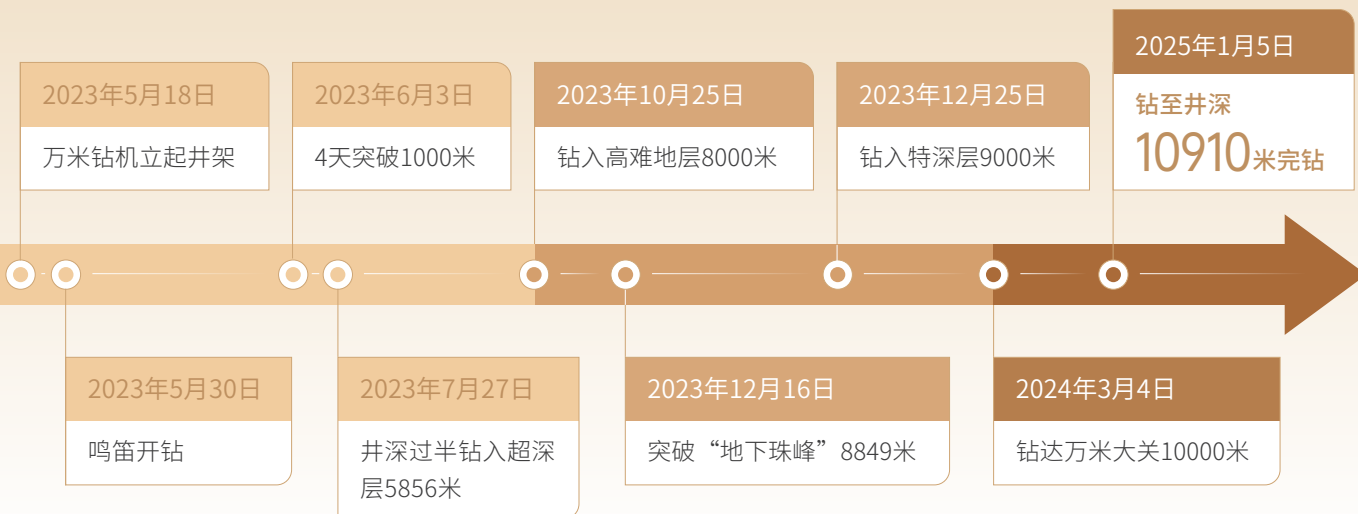 2023年5月18日
万米钻机立起井架
2023年5月30日
鸣笛开钻
2023年6月3日
4天突破1000米
2023年7月27日
井深过半钻入超深
层5856米
2023年10月25日
钻入高难地层8000米
2023年12月16日
突破“地下珠峰”8849米
2023年12月25日
钻入特深层9000米
2024年3月4日
钻达万米大关10000米
2025年1月5日
钻至井深
10910米完钻